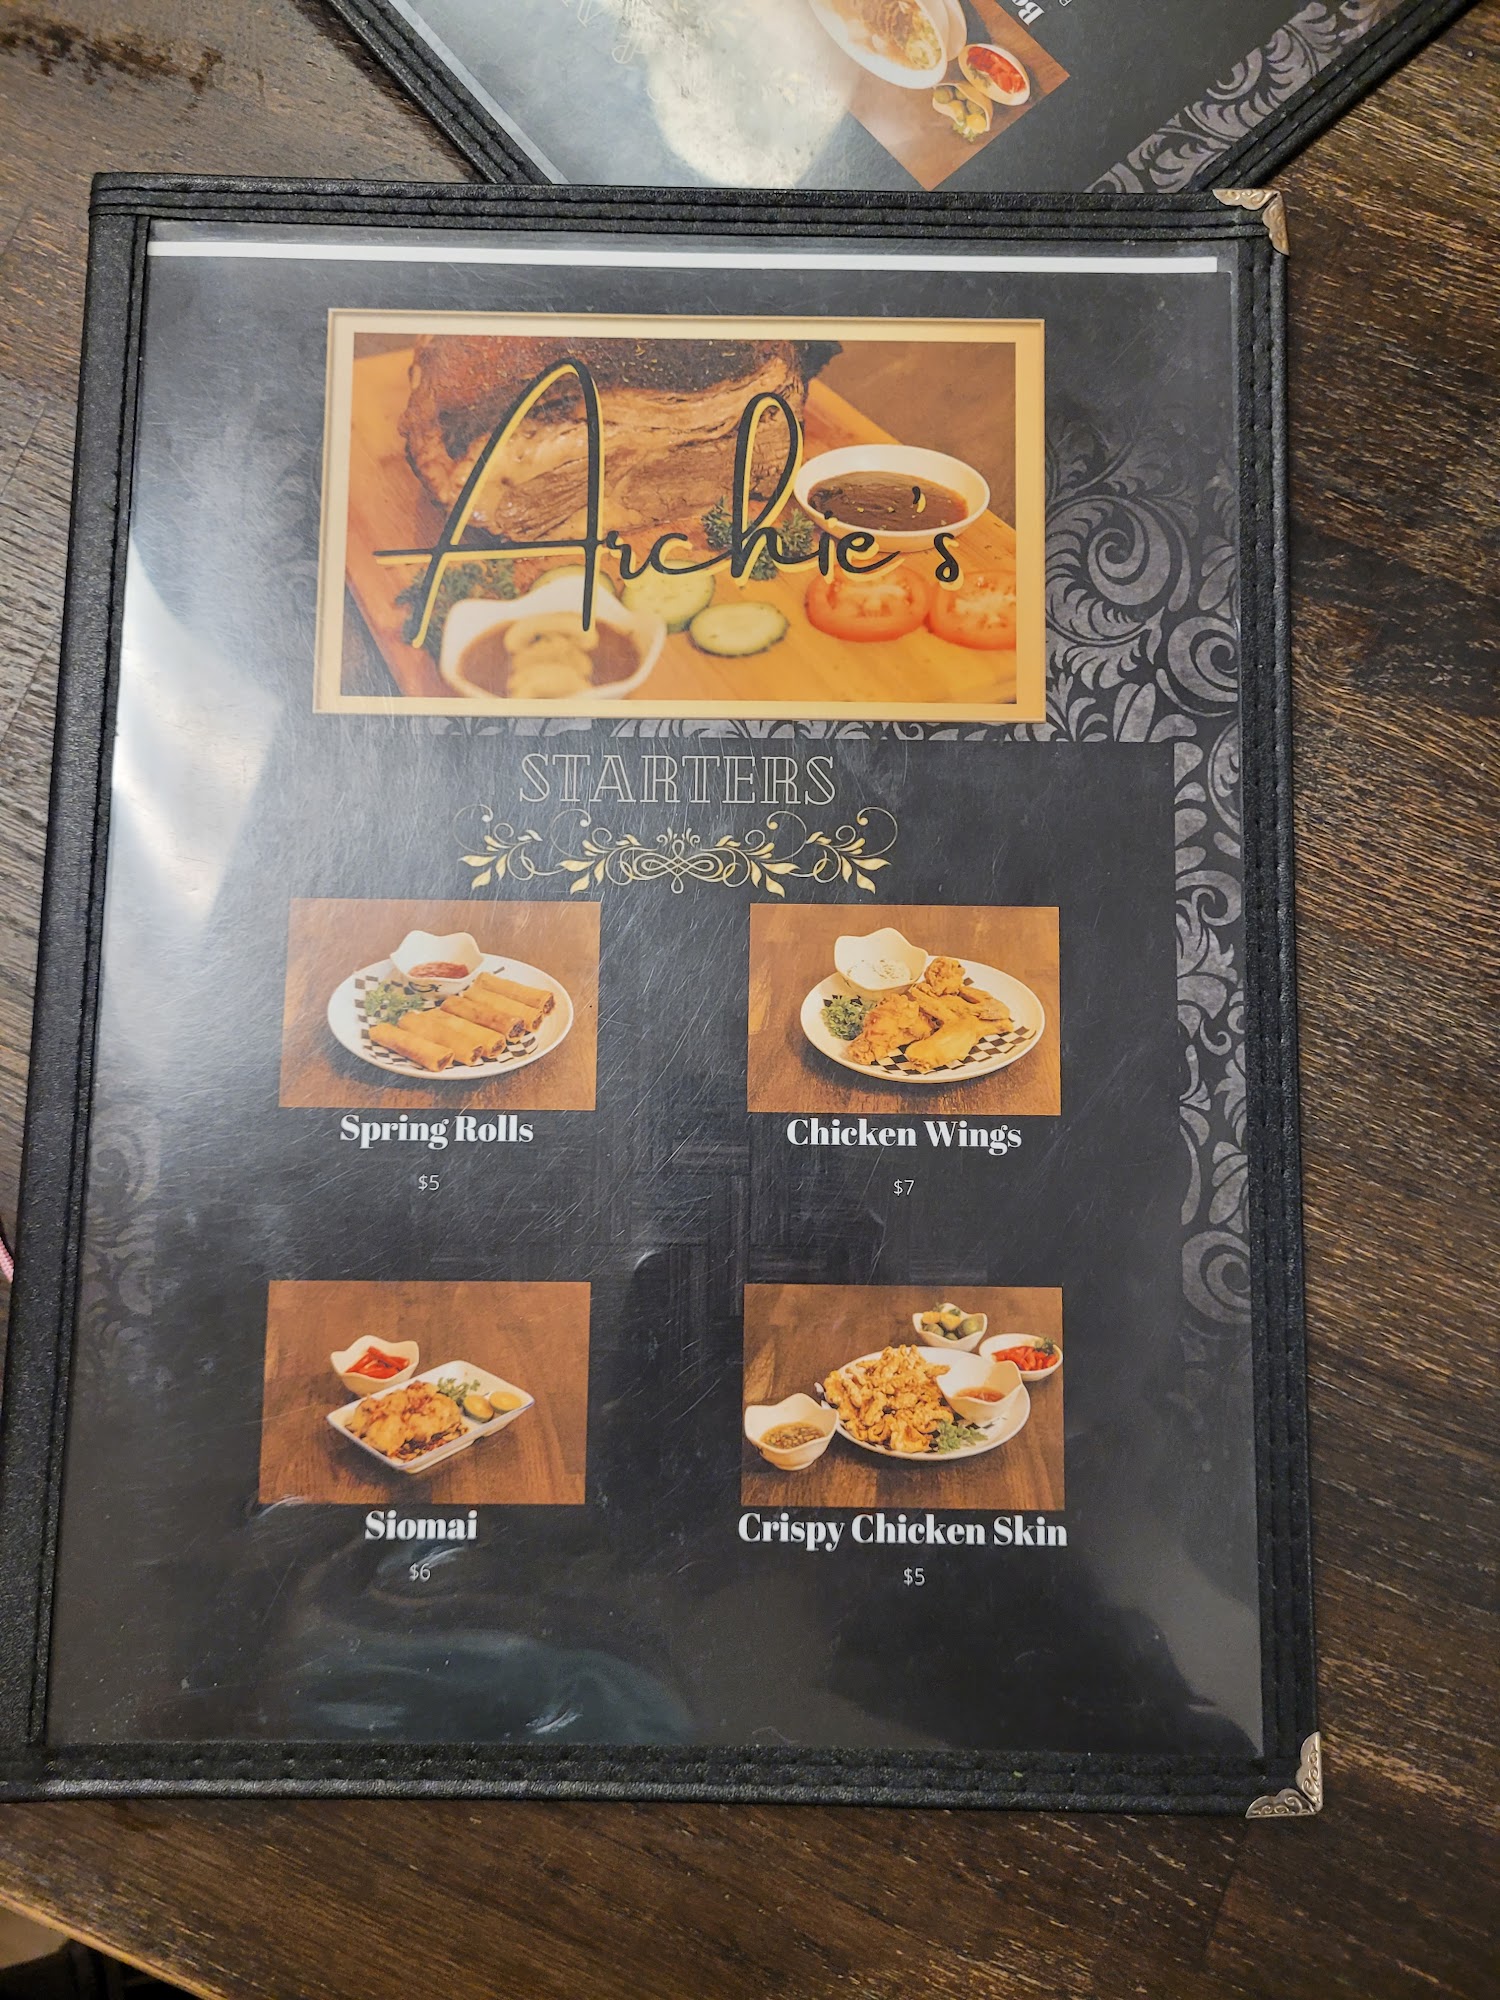 Archie's
STARTERS
Spring Rolls
$5
Chicken Wings
$7
Siomai
$6
Crispy Chicken Skin
$5